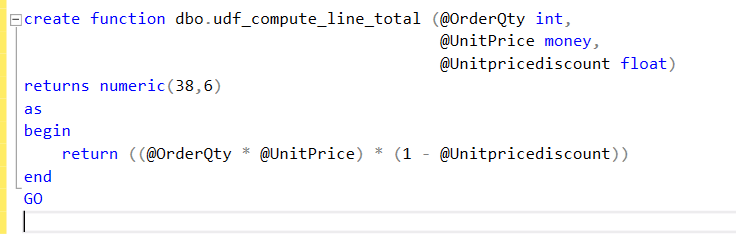 create function dbo.udf_compute_line_total (@OrderQty int,
@UnitPrice money,
@Unitpricediscount float)
returns numeric(38,6)
as
begin
return ((@OrderQty * @UnitPrice) * (1 - @Unitpricediscount))
end
GO